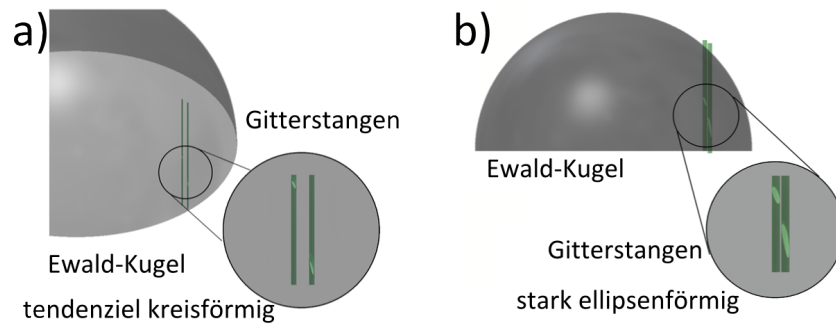 a)
Gitterstangen
Ewald-Kugel
tendenziel kreisförmig
b)
Ewald-Kugel
Gitterstangen
stark ellipsenförmig